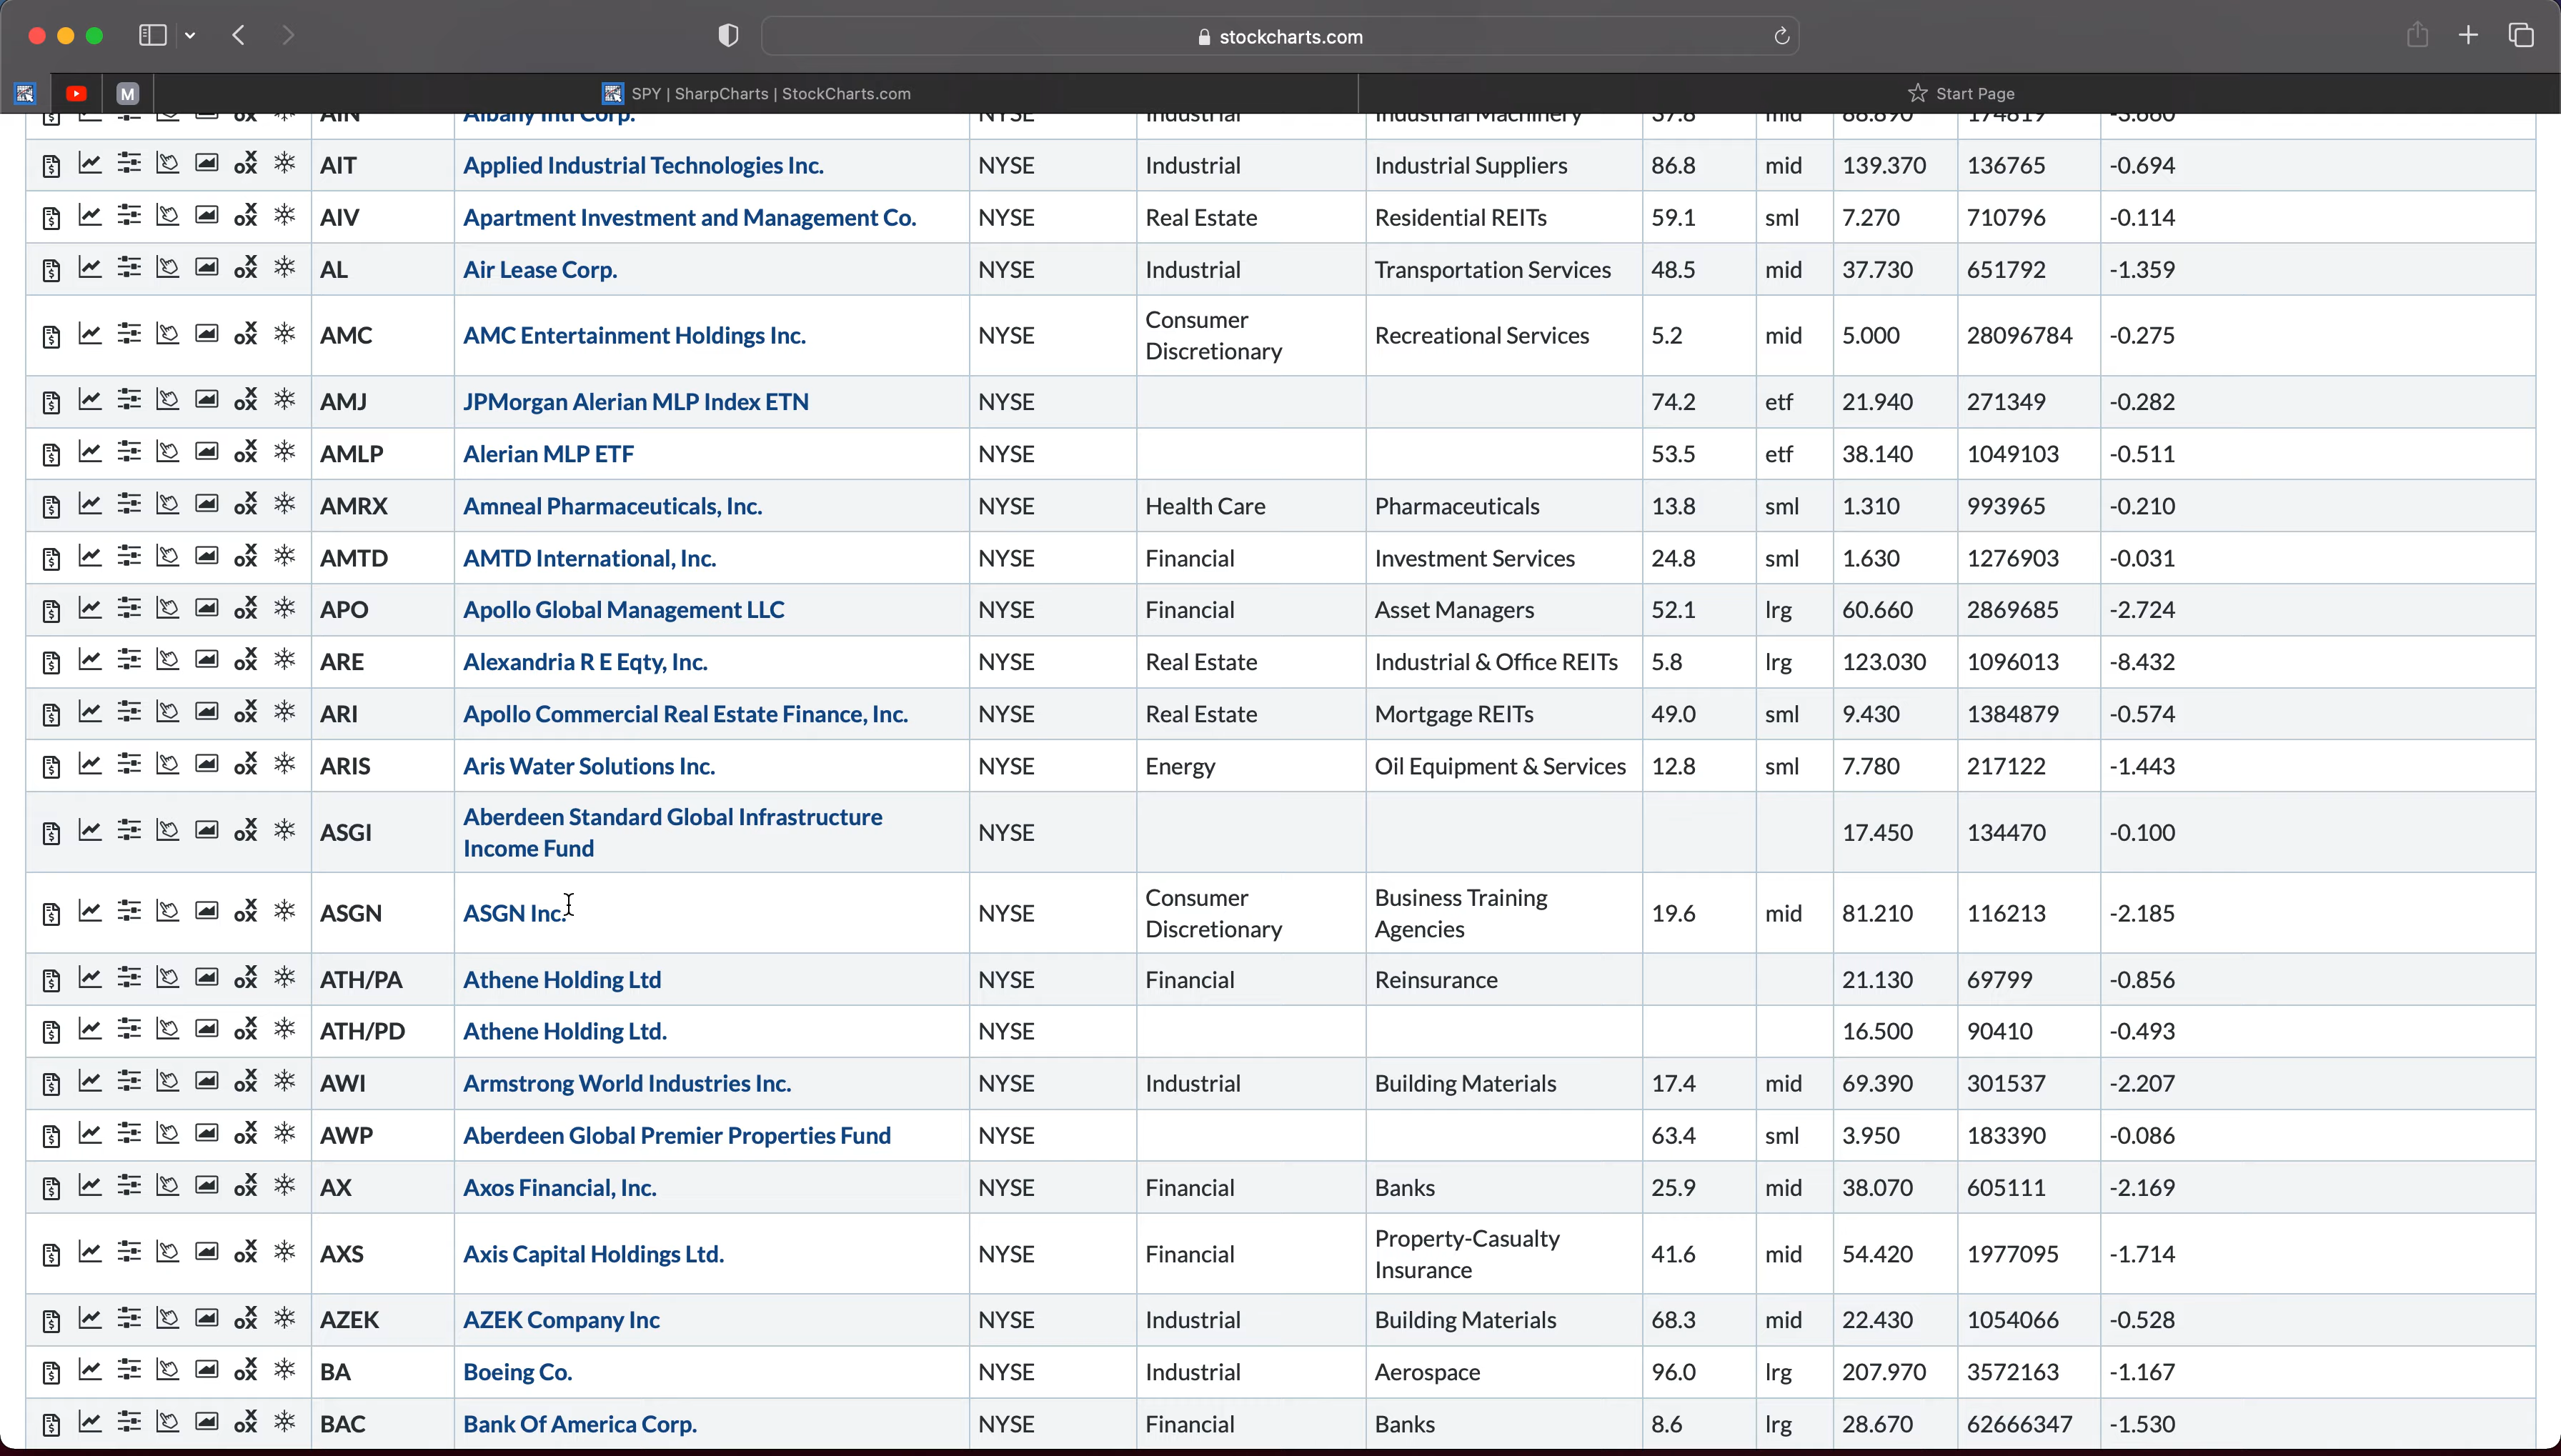 stockcharts.com
M
SPY | SharpCharts | StockCharts.com
Start Page
AIN Albany Intl Corp. NYSE Industrial Industrial Machinery 37.8 mid 88.890 174819 -3.660
AIT Applied Industrial Technologies Inc. NYSE Industrial Industrial Suppliers 86.8 mid 139.370 136765 -0.694
AIV Apartment Investment and Management Co. NYSE Real Estate Residential REITs 59.1 sml 7.270 710796 -0.114
AL Air Lease Corp. NYSE Industrial Transportation Services 48.5 mid 37.730 651792 -1.359
AMC AMC Entertainment Holdings Inc. NYSE Consumer Discretionary Recreational Services 5.2 mid 5.000 28096784 -0.275
AMJ JPMorgan Alerian MLP Index ETN NYSE 74.2 etf 21.940 271349 -0.282
AMLP Alerian MLP ETF NYSE 53.5 etf 38.140 1049103 -0.511
AMRX Amneal Pharmaceuticals, Inc. NYSE Health Care Pharmaceuticals 13.8 sml 1.310 993965 -0.210
AMTD AMTD International, Inc. NYSE Financial Investment Services 24.8 sml 1.630 1276903 -0.031
APO Apollo Global Management LLC NYSE Financial Asset Managers 52.1 lrg 60.660 2869685 -2.724
ARE Alexandria R E Eqty, Inc. NYSE Real Estate Industrial & Office REITs 5.8 lrg 123.030 1096013 -8.432
ARI Apollo Commercial Real Estate Finance, Inc. NYSE Real Estate Mortgage REITs 49.0 sml 9.430 1384879 -0.574
ARIS Aris Water Solutions Inc. NYSE Energy Oil Equipment & Services 12.8 sml 7.780 217122 -1.443
ASGI Aberdeen Standard Global Infrastructure Income Fund NYSE 17.450 134470 -0.100
ASGN ASGN Inc. NYSE Consumer Discretionary Business Training Agencies 19.6 mid 81.210 116213 -2.185
ATH/PA Athene Holding Ltd NYSE Financial Reinsurance 21.130 69799 -0.856
ATH/PD Athene Holding Ltd. NYSE 16.500 90410 -0.493
AWI Armstrong World Industries Inc. NYSE Industrial Building Materials 17.4 mid 69.390 301537 -2.207
AWP Aberdeen Global Premier Properties Fund NYSE 63.4 sml 3.950 183390 -0.086
AX Axos Financial, Inc. NYSE Financial Banks 25.9 mid 38.070 605111 -2.169
AXS Axis Capital Holdings Ltd. NYSE Financial Property-Casualty Insurance 41.6 mid 54.420 1977095 -1.714
AZEK AZEK Company Inc NYSE Industrial Building Materials 68.3 mid 22.430 1054066 -0.528
BA Boeing Co. NYSE Industrial Aerospace 96.0 lrg 207.970 3572163 -1.167
BAC Bank Of America Corp. NYSE Financial Banks 8.6 lrg 28.670 62666347 -1.530